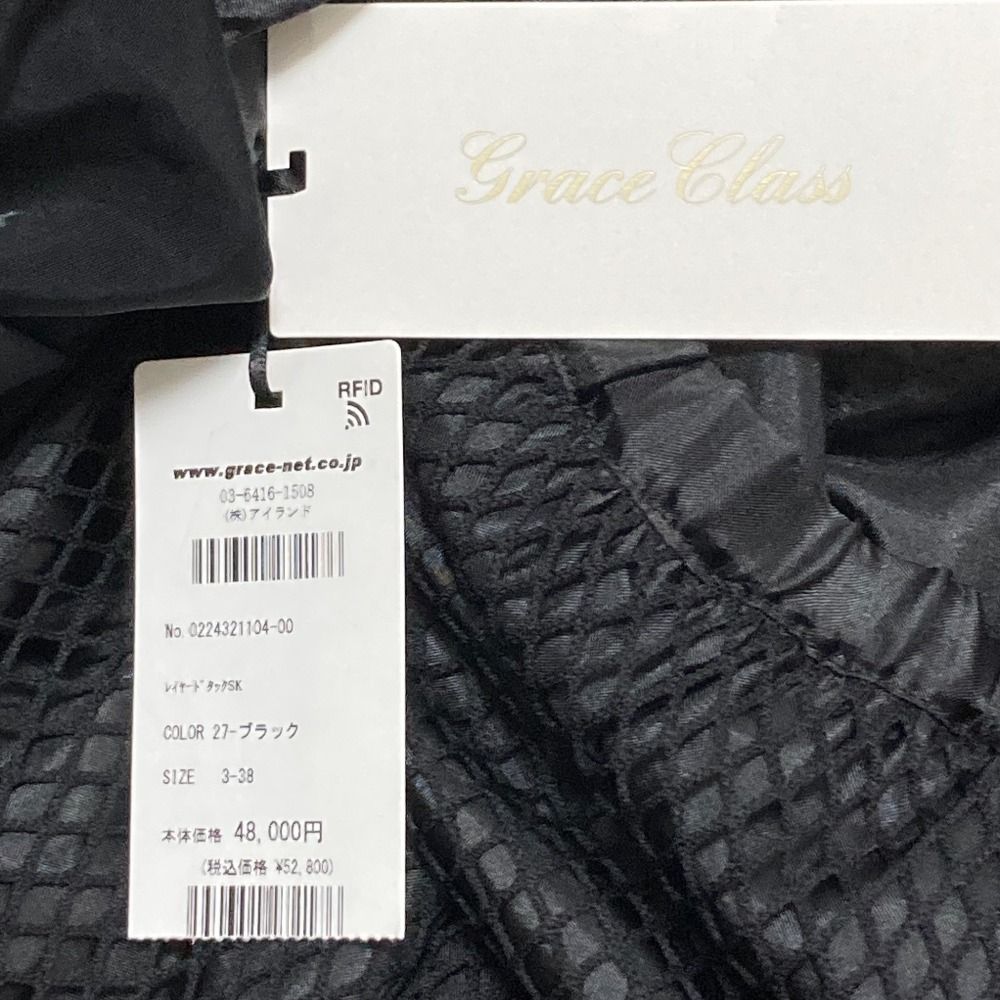 Grace Class
RFID
www.grace-net.co.jp
03-6416-1508
(株)アイランド
No. 0224321104-00
ﾚｲﾔｰﾄﾞﾀｯｸSK
COLOR 27-ブラック
SIZE 3-38
本体価格 48,000円
(税込価格 ¥52,800)